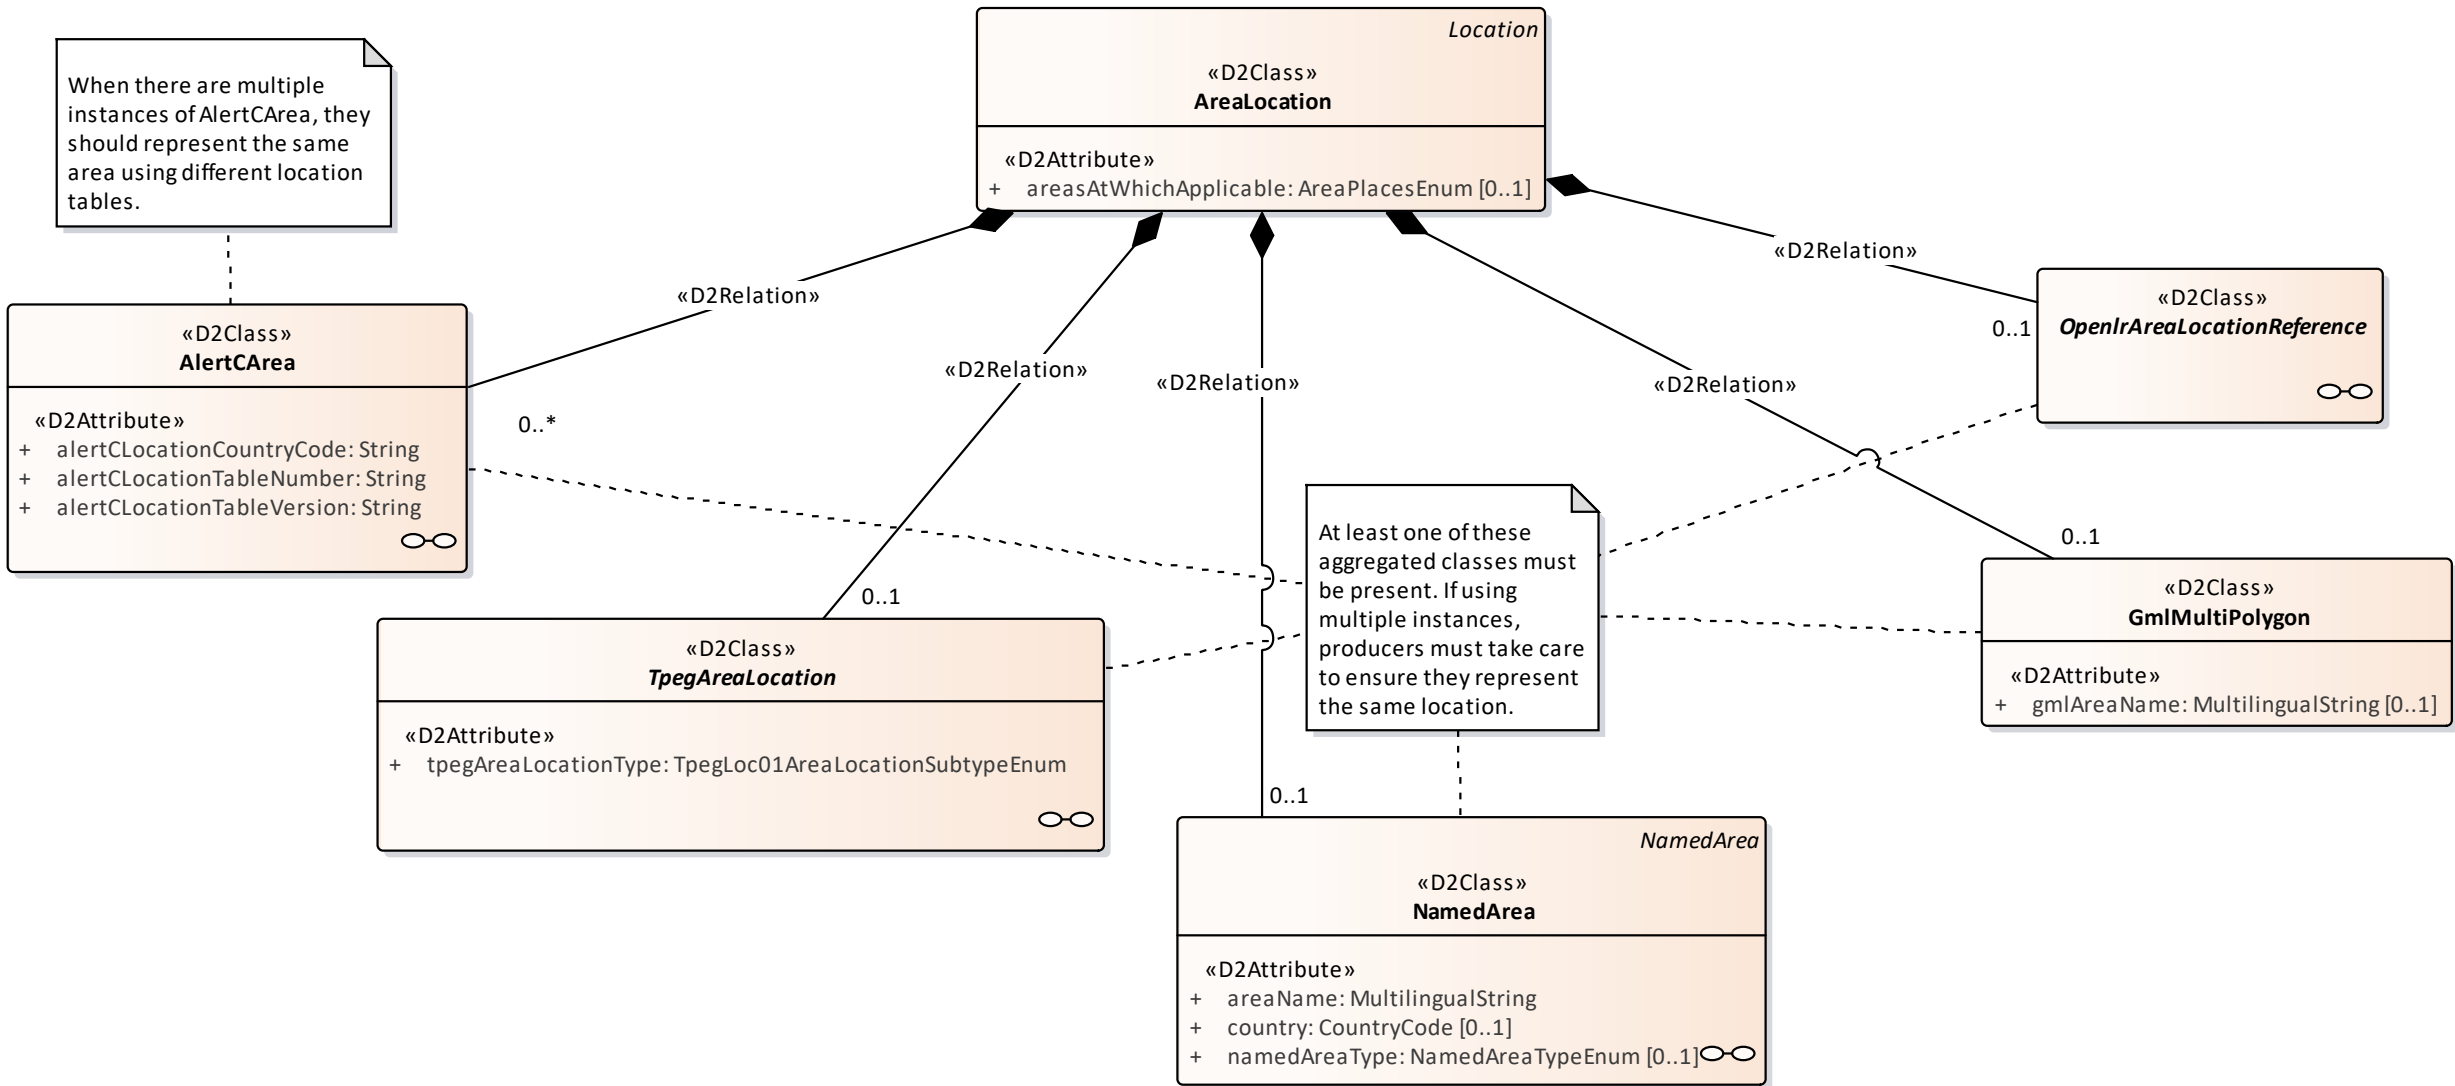 Location
«D2Class»
AreaLocation
«D2Attribute»
+ areasAtWhichApplicable: AreaPlacesEnum [0..1]
When there are multiple
instances of AlertCArea, they
should represent the same
area using different location
tables.
«D2Relation»
«D2Relation»
«D2Relation»
«D2Relation»
«D2Relation»
«D2Class»
AlertCArea
«D2Attribute»
+ alertCLocationCountryCode: String
+ alertCLocationTableNumber: String
+ alertCLocationTableVersion: String
0..*
«D2Class»
OpenlrAreaLocationReference
0..1
At least one of these
aggregated classes must
be present. If using
multiple instances,
producers must take care
to ensure they represent
the same location.
0..1
«D2Class»
GmlMultiPolygon
«D2Attribute»
+ gmlAreaName: MultilingualString [0..1]
0..1
«D2Class»
TpegAreaLocation
«D2Attribute»
+ tpegAreaLocationType: TpegLoc01AreaLocationSubtypeEnum
0..1
NamedArea
«D2Class»
NamedArea
«D2Attribute»
+ areaName: MultilingualString
+ country: CountryCode [0..1]
+ namedAreaType: NamedAreaTypeEnum [0..1]